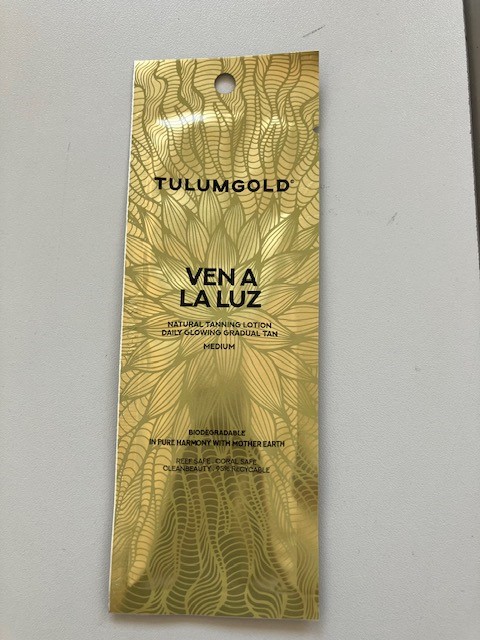 TULUMGOLD®
VEN A
LA LUZ
NATURAL TANNING LOTION
DAILY GLOWING GRADUAL TAN
MEDIUM
BIODEGRADABLE
IN PURE HARMONY WITH MOTHER EARTH
REEF SAFE · CORAL SAFE
CLEANBEAUTY · 93% RECYCABLE